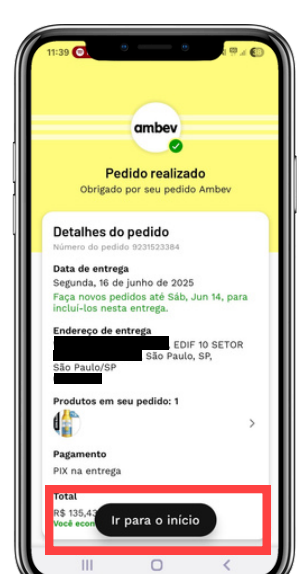 11:39
ambev
Pedido realizado
Obrigado por seu pedido Ambev
Detalhes do pedido
Número do pedido 9231523384
Data de entrega
Segunda, 16 de junho de 2025
Faça novos pedidos até Sáb, Jun 14, para
incluí-los nesta entrega.
Endereço de entrega
, EDIF 10 SETOR
São Paulo, SP,
São Paulo/SP
Produtos em seu pedido: 1
Pagamento
PIX na entrega
Total
R$ 135,43
Você econ
Ir para o início